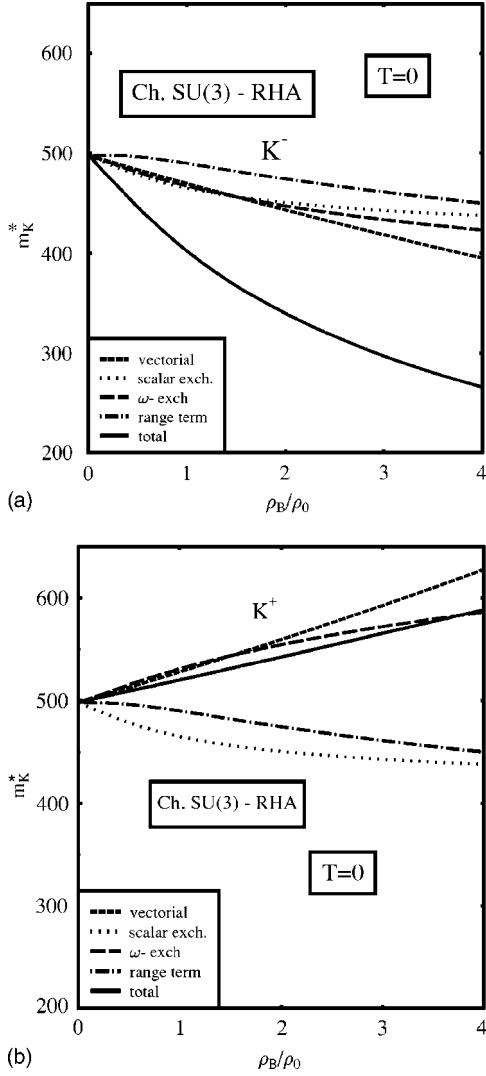 600
T=0
Ch. SU(3) - RHA
K-
500
m*K
400
300
vectorial
scalar exch.
ω- exch
range term
total
200
0 1 2 3 4
(a)
ρB/ρ0
600
K+
500
m*K
400
Ch. SU(3) - RHA
T=0
300
vectorial
scalar exch.
ω- exch
range term
total
200
0 1 2 3 4
(b)
ρB/ρ0